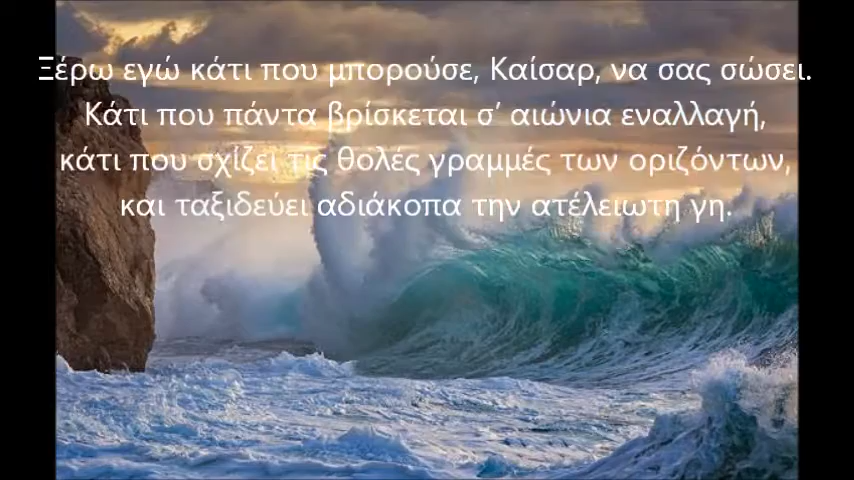 Ξέρω εγώ κάτι που μπορούσε, Καίσαρ, να σας σώσει.
Κάτι που πάντα βρίσκεται σ’ αιώνια εναλλαγή,
κάτι που σχίζει τις θολές γραμμές των οριζόντων,
και ταξιδεύει αδιάκοπα την ατέλειωτη γη.